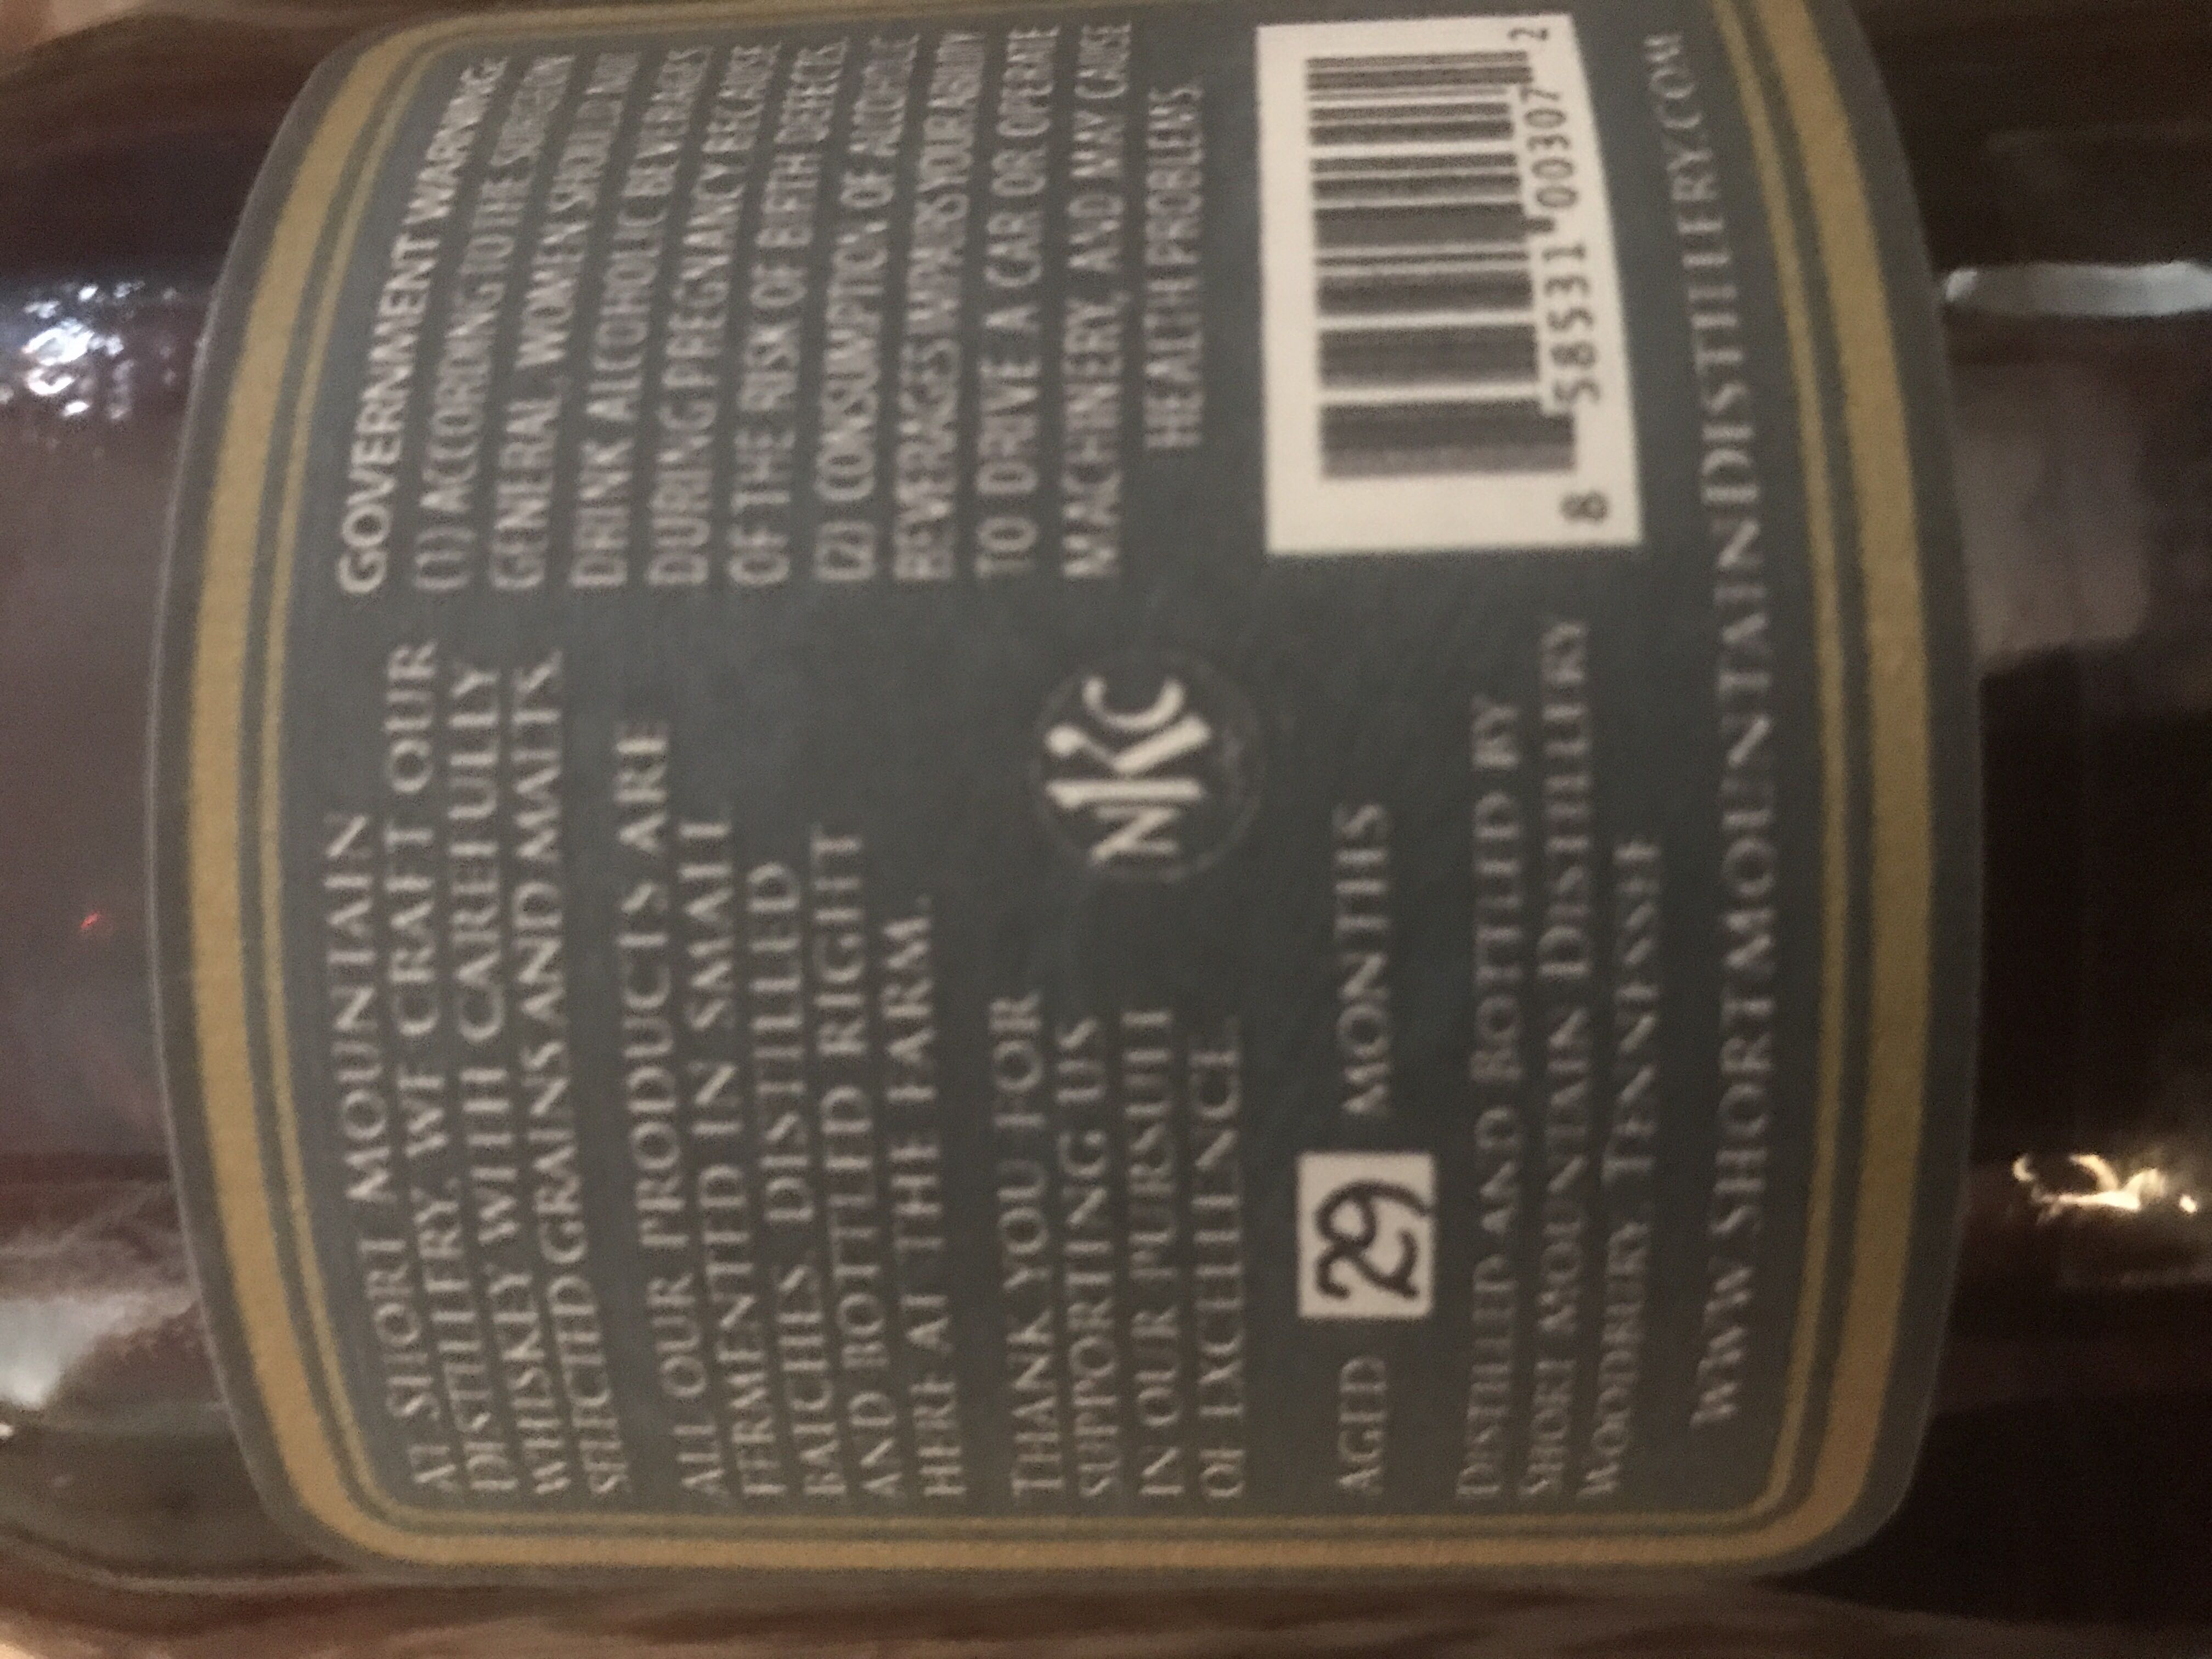 AT SHORT MOUNTAIN
DISTILLERY, WE CRAFT OUR
WHISKEY WITH CAREFULLY
SELECTED GRAINS AND MALTS.
ALL OUR PRODUCTS ARE
FERMENTED IN SMALL
BATCHES, DISTILLED
AND BOTTLED RIGHT
HERE AT THE FARM.
THANK YOU FOR
SUPPORTING US
IN OUR PURSUIT
OF EXCELLENCE.
NKC
AGED 29 MONTHS
DISTILLED AND BOTTLED BY
SHORT MOUNTAIN DISTILLERY
WOODBURY, TENNESSEE
GOVERNMENT WARNING:
(1) ACCORDING TO THE SURGEON
GENERAL, WOMEN SHOULD NOT
DRINK ALCOHOLIC BEVERAGES
DURING PREGNANCY BECAUSE
OF THE RISK OF BIRTH DEFECTS.
(2) CONSUMPTION OF ALCOHOLIC
BEVERAGES IMPAIRS YOUR ABILITY
TO DRIVE A CAR OR OPERATE
MACHINERY, AND MAY CAUSE
HEALTH PROBLEMS.
8 58531 00307 2
WWW.SHORTMOUNTAINDISTILLERY.COM